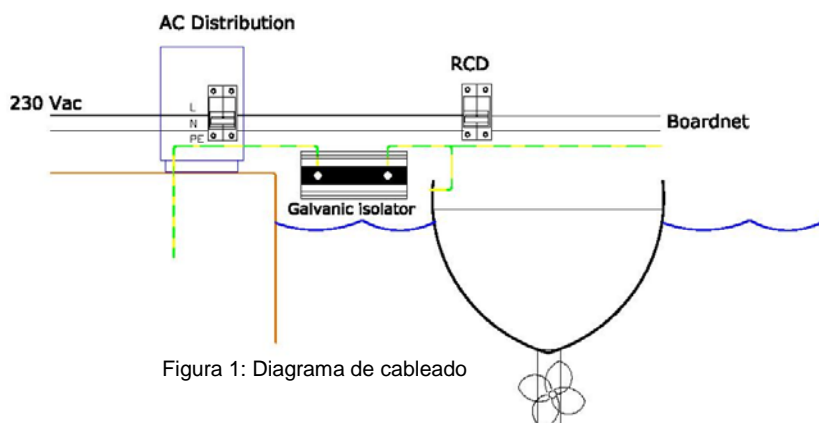 AC Distribution
RCD
230 Vac
L
N
PE
Boardnet
Galvanic isolator
Figura 1: Diagrama de cableado